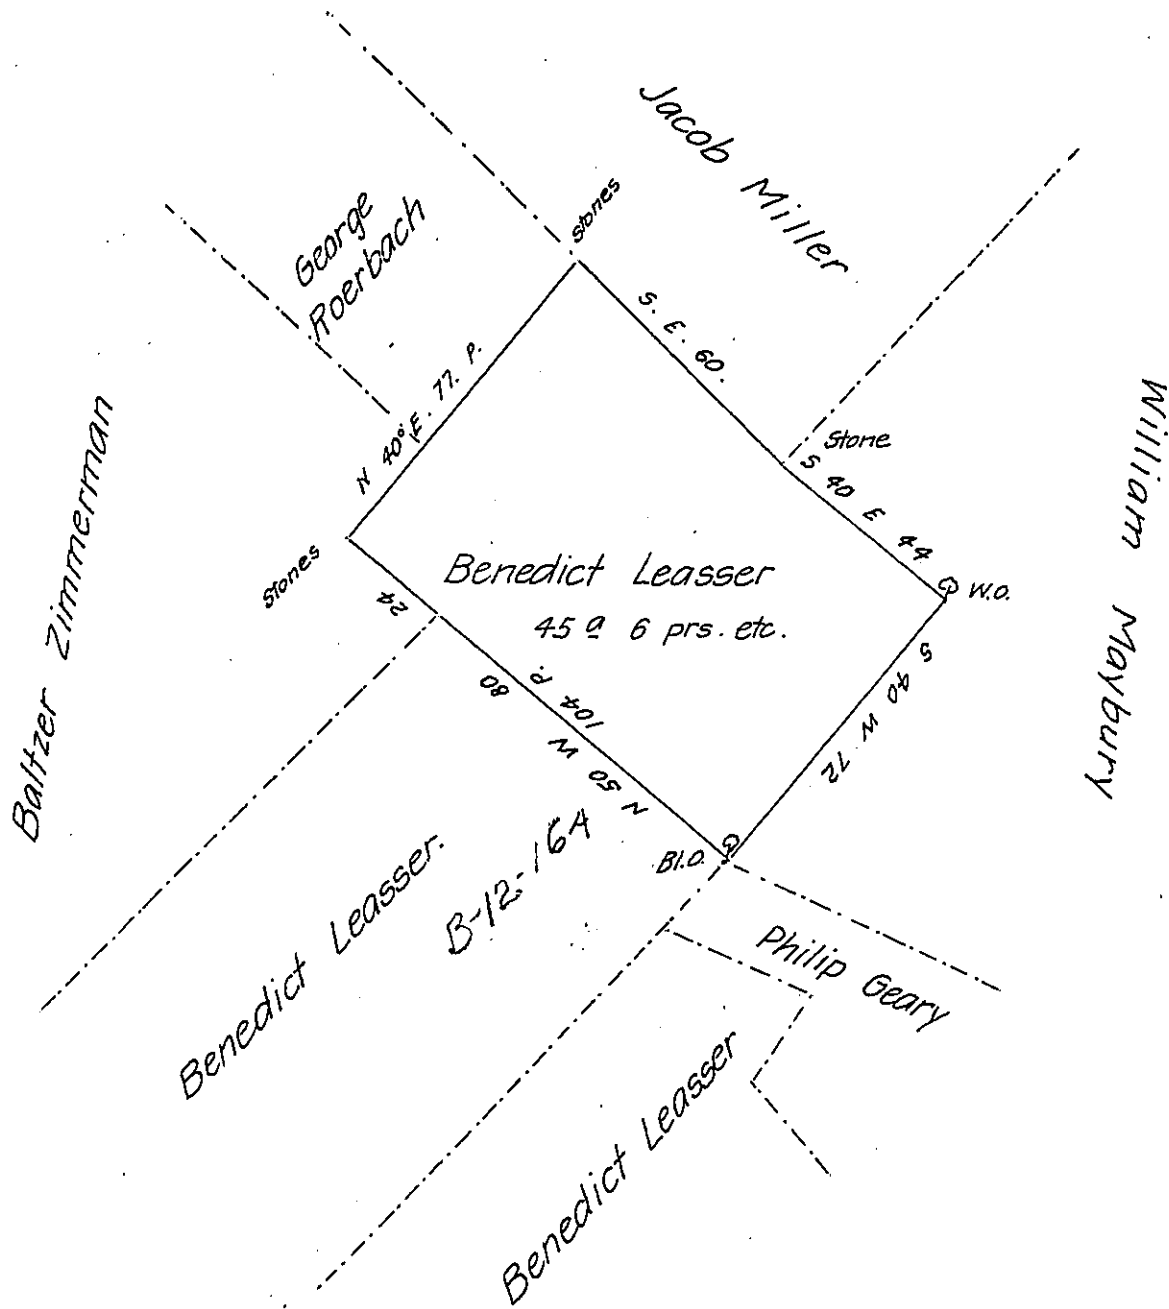 Jacob Miller
George
Roerbach
stones
S. E. 60.
N 40° E. 77. P.
Baltzer Zimmerman
William Maybury
Stone
S 40 E 44
W.O.
Stones
Benedict Leasser
45 a 6 prs. etc.
24
80
N 50 W 104 P.
S 40 W 72
Bl.O.
B-12-164
Benedict Leasser.
Philip Geary
Benedict Leasser